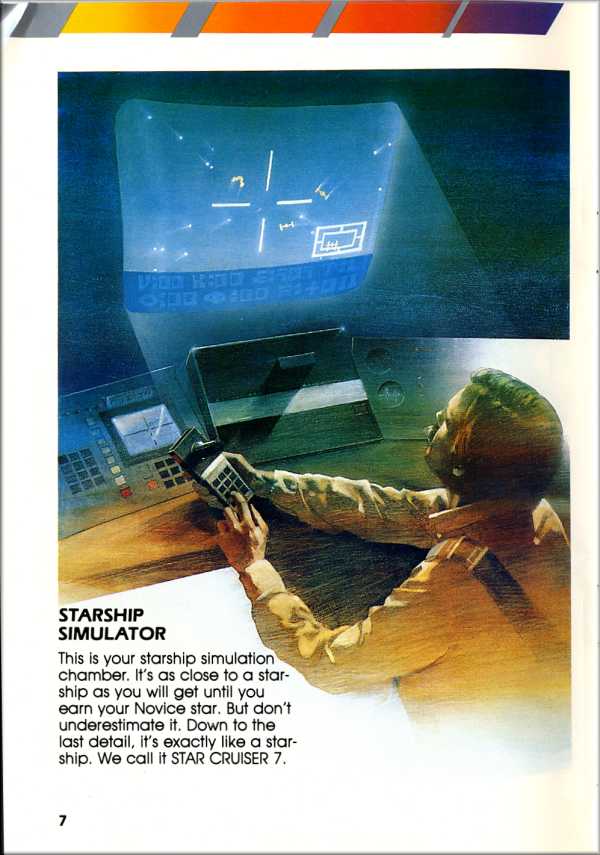 V:00 K:00
STARSHIP
SIMULATOR
This is your starship simulation
chamber. It's as close to a star-
ship as you will get until you
earn your Novice star. But don't
underestimate it. Down to the
last detail, it's exactly like a star-
ship. We call it STAR CRUISER 7.
7